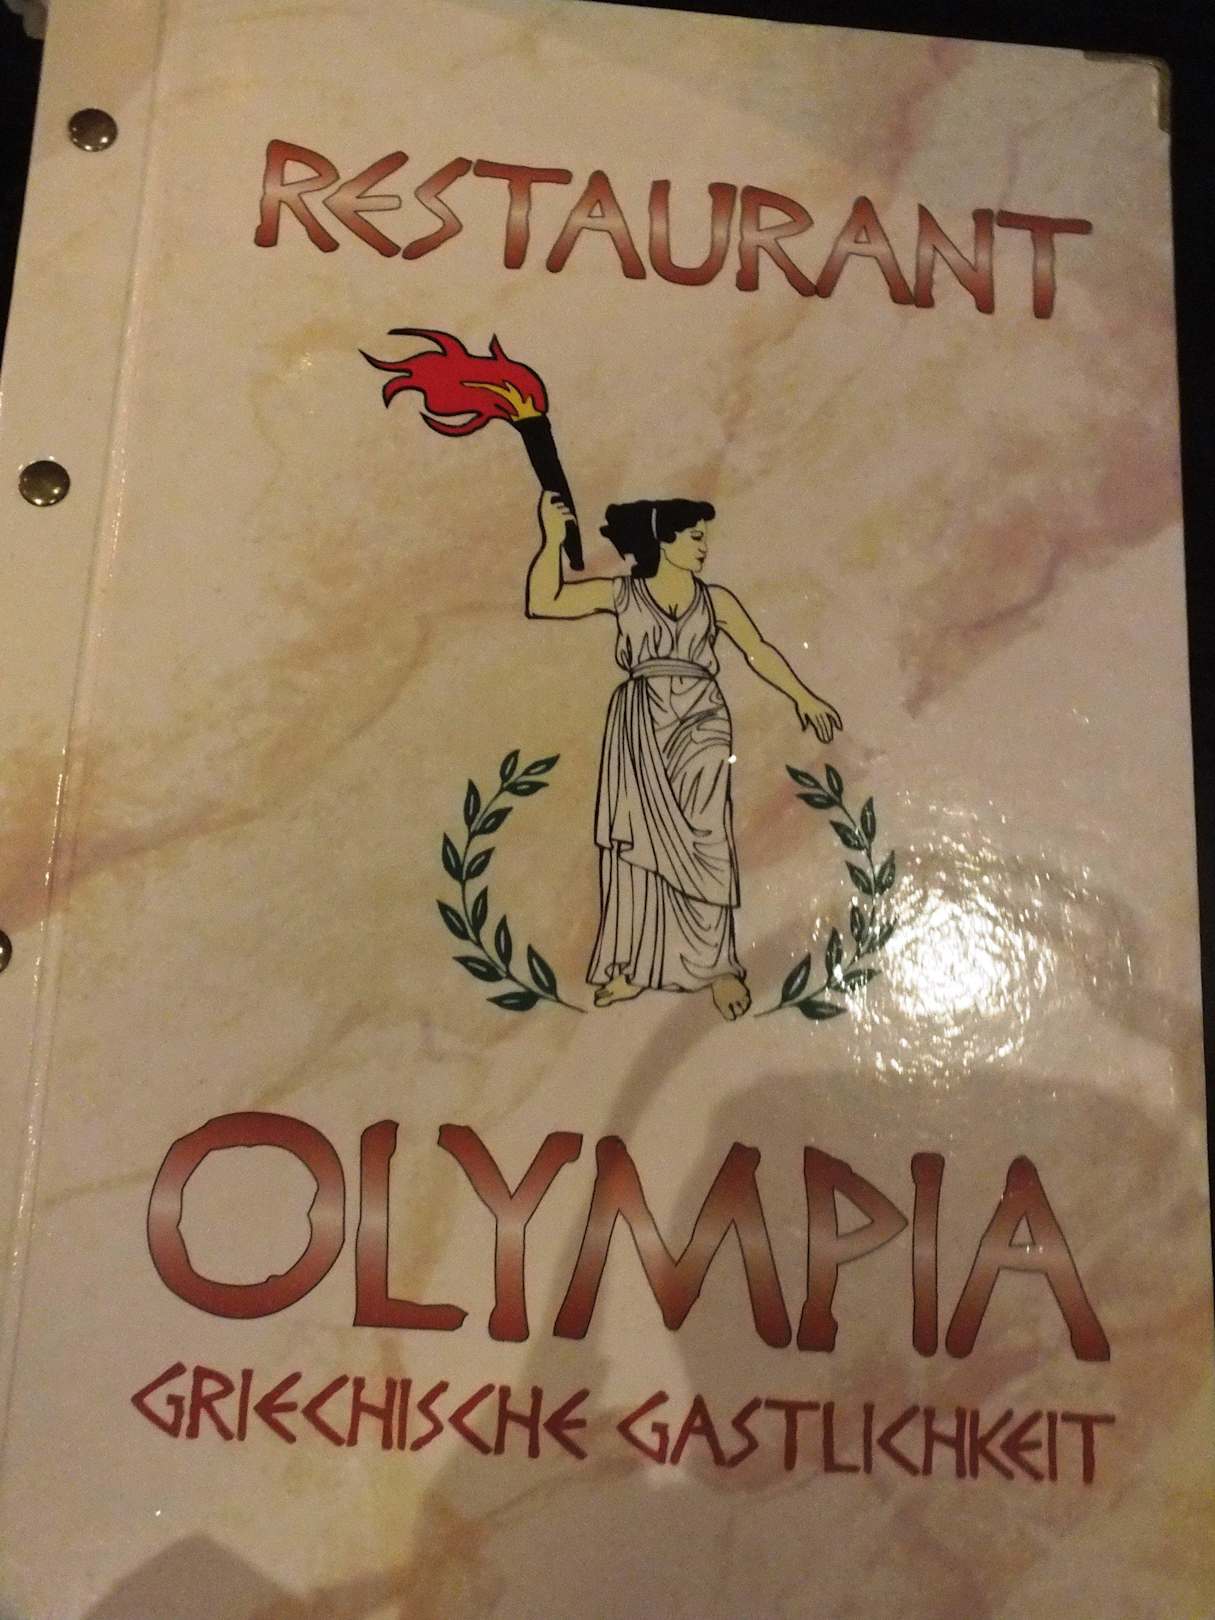 RESTAURANT
OLYMPIA
GRIECHISCHE GASTLICHKEIT